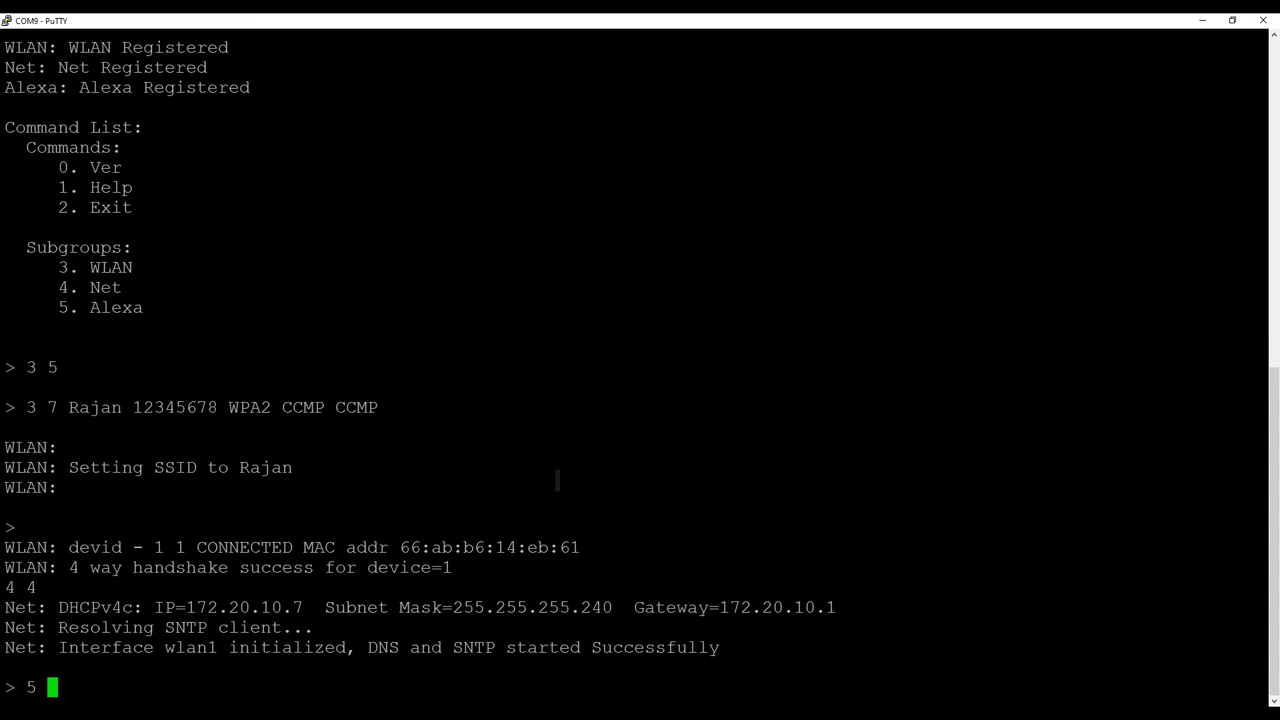 COM9 - PuTTY
WLAN: WLAN Registered
Net: Net Registered
Alexa: Alexa Registered
Command List:
Commands:
0. Ver
1. Help
2. Exit
Subgroups:
3. WLAN
4. Net
5. Alexa
> 3 5
> 3 7 Rajan 12345678 WPA2 CCMP CCMP
WLAN:
WLAN: Setting SSID to Rajan
WLAN:
>
WLAN: devid - 1 1 CONNECTED MAC addr 66:ab:b6:14:eb:61
WLAN: 4 way handshake success for device=1
4 4
Net: DHCPv4c: IP=172.20.10.7  Subnet Mask=255.255.255.240  Gateway=172.20.10.1
Net: Resolving SNTP client...
Net: Interface wlan1 initialized, DNS and SNTP started Successfully
> 5